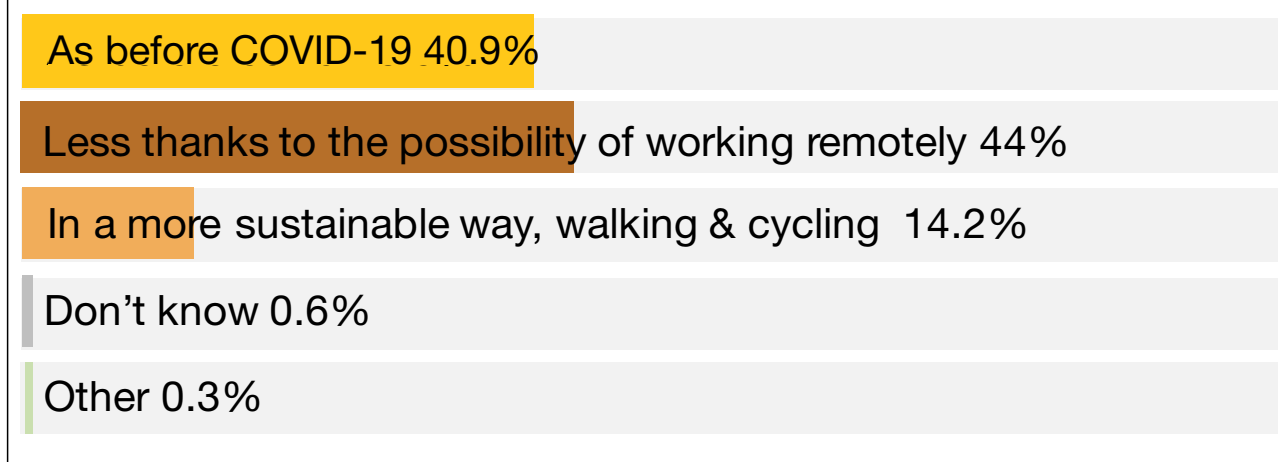 As before COVID-19 40.9%
Less thanks to the possibility of working remotely 44%
In a more sustainable way, walking & cycling 14.2%
Don’t know 0.6%
Other 0.3%